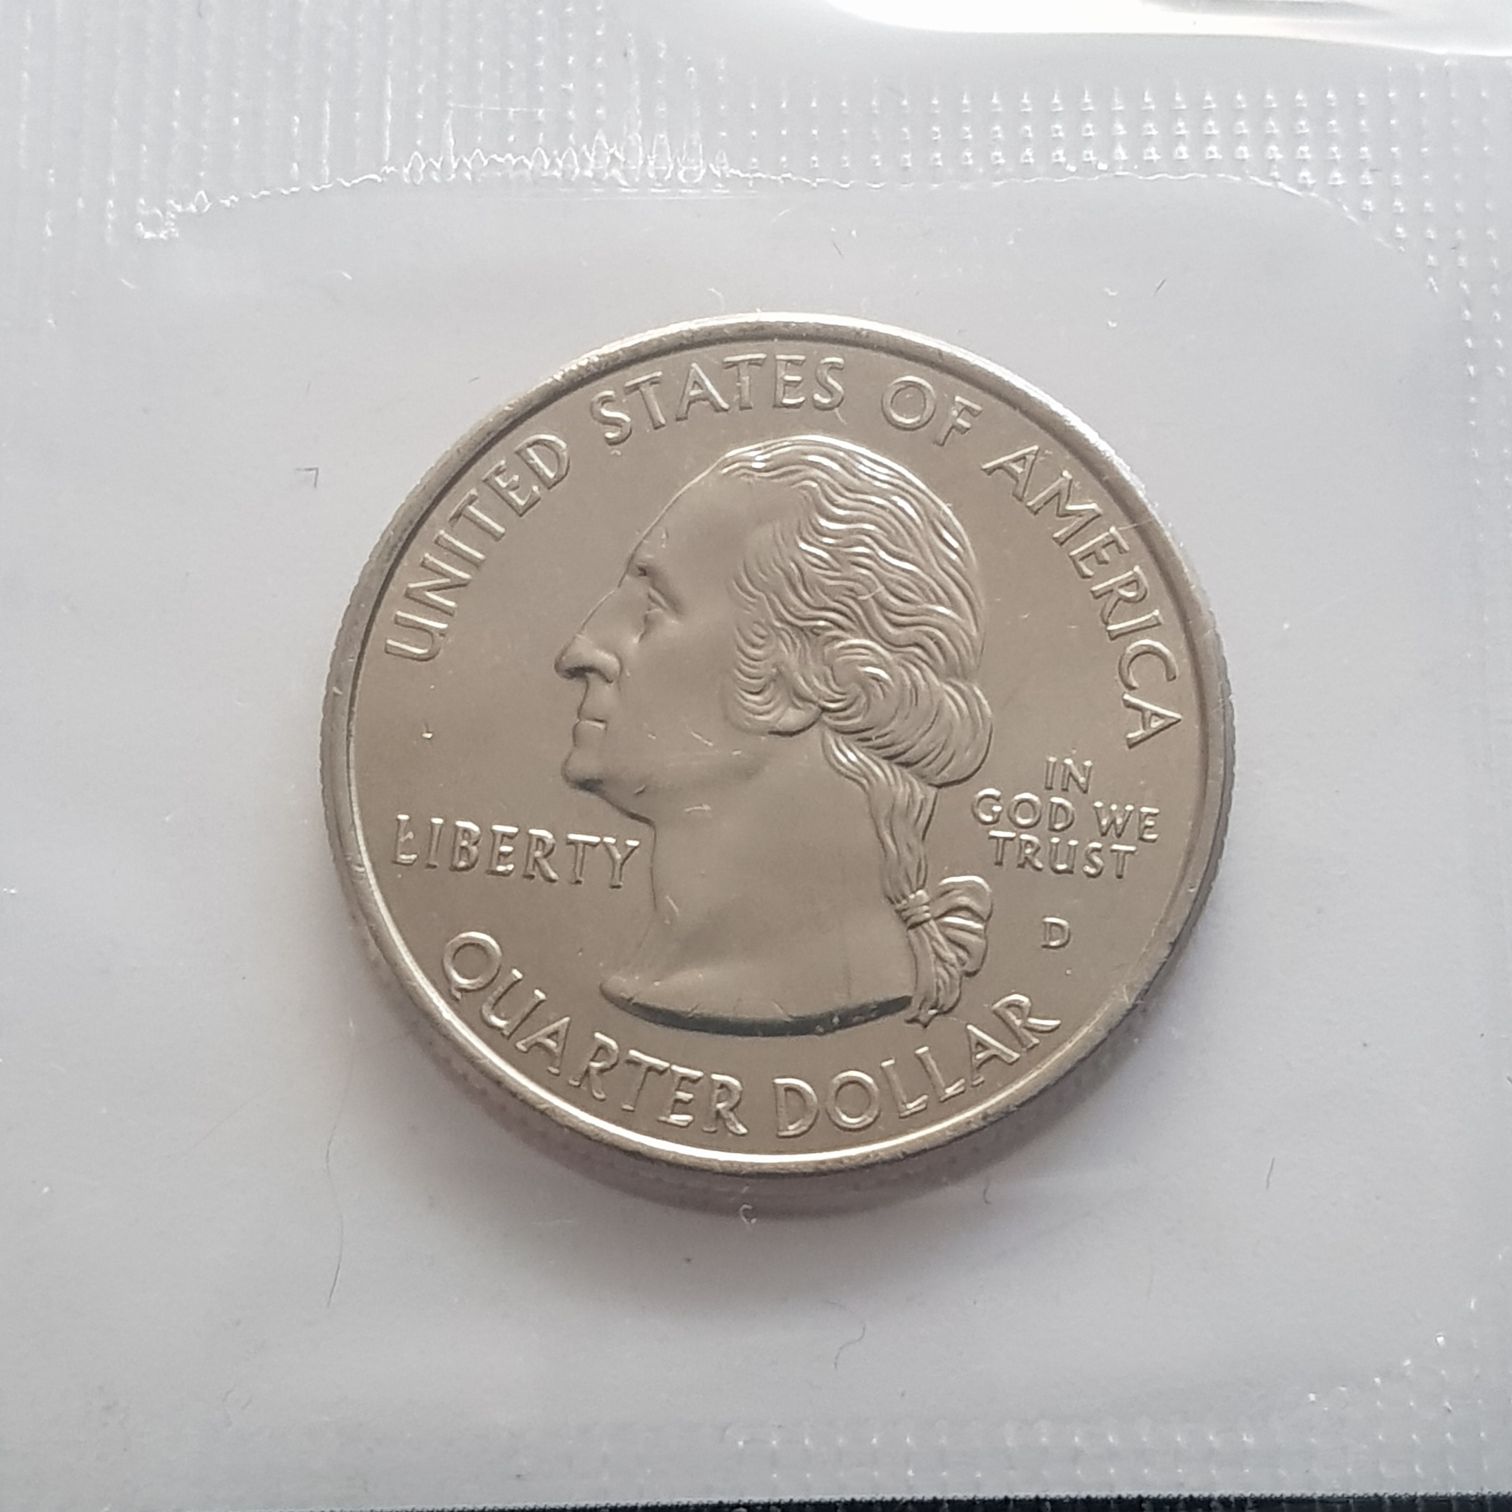 UNITED STATES OF AMERICA
LIBERTY
IN
GOD WE
TRUST
D
QUARTER DOLLAR